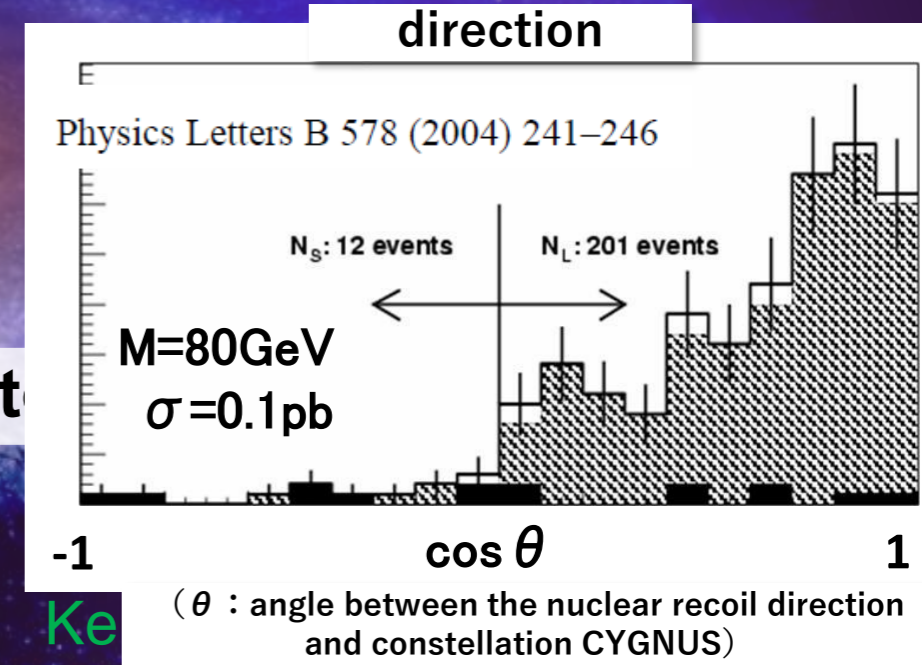 direction
Physics Letters B 578 (2004) 241–246
N_S: 12 events
N_L: 201 events
M=80GeV
σ=0.1pb
-1
cos θ
1
(θ : angle between the nuclear recoil direction
and constellation CYGNUS)
Ke